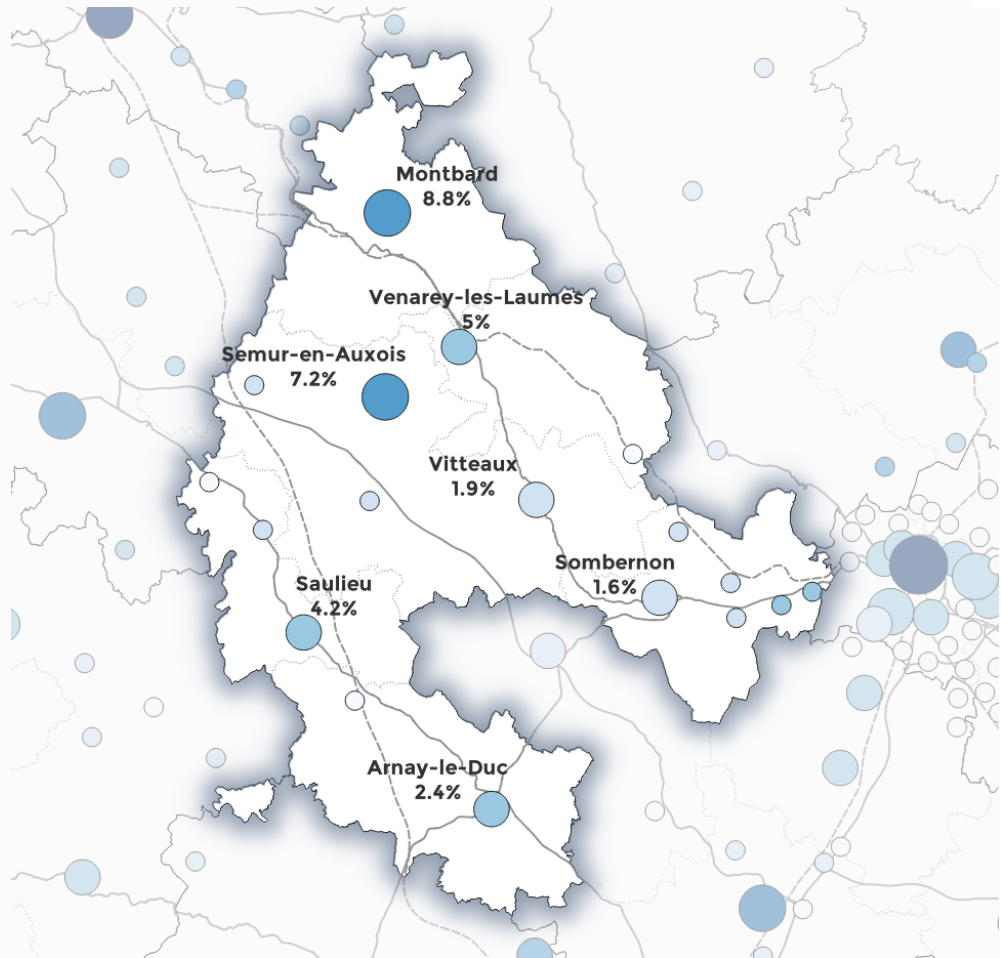 Montbard
8.8%
Venarey-les-Laumes
5%
Semur-en-Auxois
7.2%
Vitteaux
1.9%
Sombernon
1.6%
Saulieu
4.2%
Arnay-le-Duc
2.4%